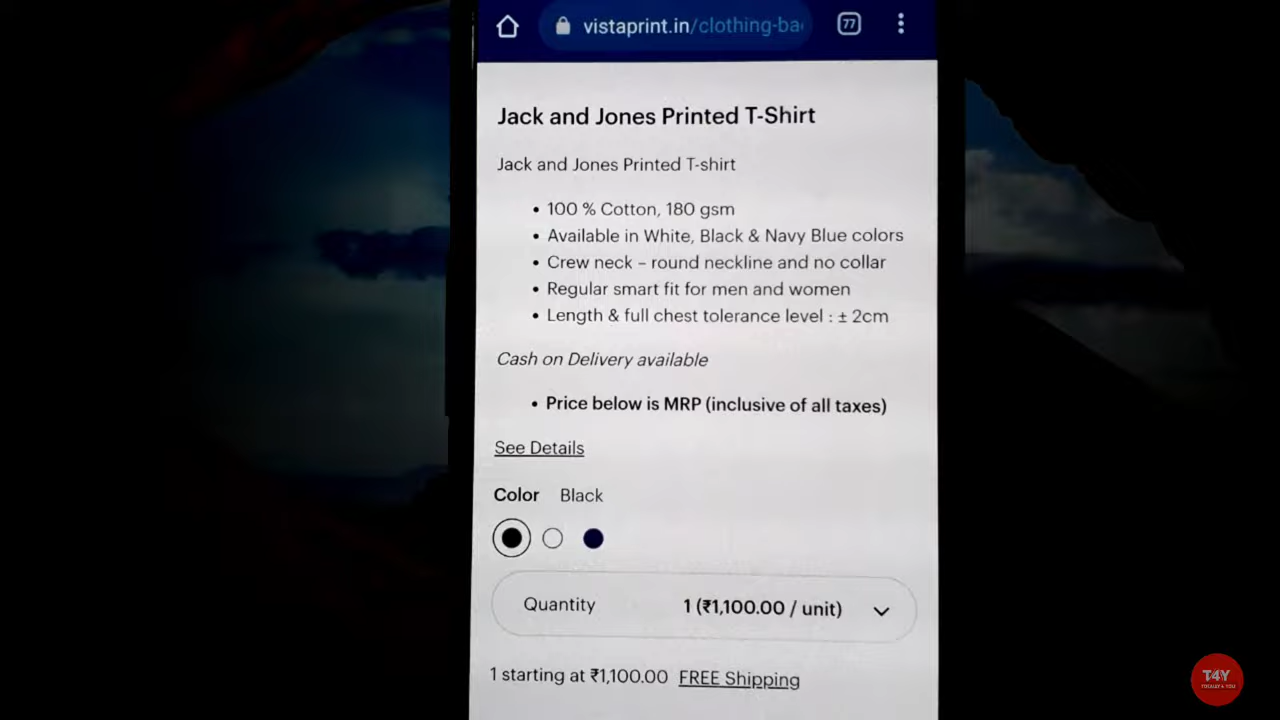 vistaprint.in/clothing-ba
77
Jack and Jones Printed T-Shirt
Jack and Jones Printed T-shirt
• 100 % Cotton, 180 gsm
• Available in White, Black & Navy Blue colors
• Crew neck – round neckline and no collar
• Regular smart fit for men and women
• Length & full chest tolerance level : ± 2cm
Cash on Delivery available
• Price below is MRP (inclusive of all taxes)
See Details
Color Black
Quantity 1 (₹1,100.00 / unit)
1 starting at ₹1,100.00 FREE Shipping
T4Y
TOTALLY 4 YOU